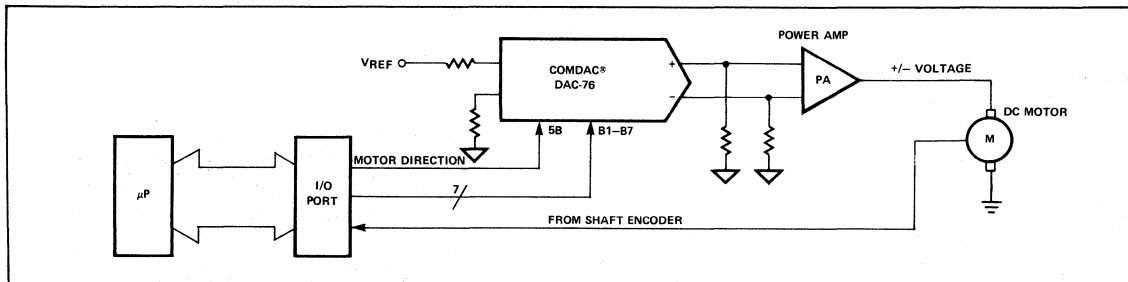 POWER AMP
VREF
COMDAC®
DAC-76
+
−
PA
+/− VOLTAGE
DC MOTOR
M
5B
B1–B7
MOTOR DIRECTION
µP
I/O
PORT
7
FROM SHAFT ENCODER